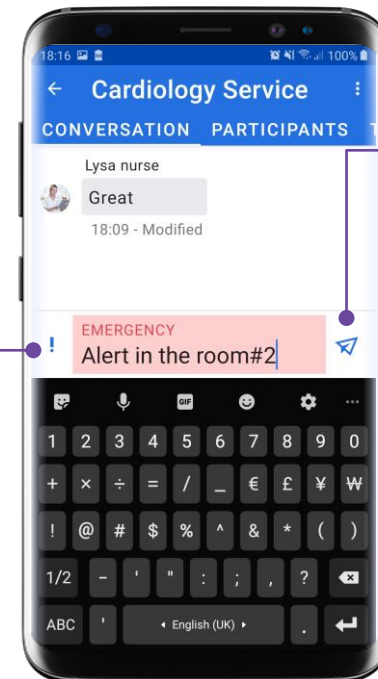 18:16 100%
← Cardiology Service
CONVERSATION PARTICIPANTS T
Lysa nurse
Great
18:09 - Modified
EMERGENCY
! Alert in the room#2
GIF
1 2 3 4 5 6 7 8 9 0
+ × ÷ = / _ € £ ¥ ₩
! @ # $ % ^ & * ( )
1/2 - ' " : ; , ?
ABC ' English (UK) .